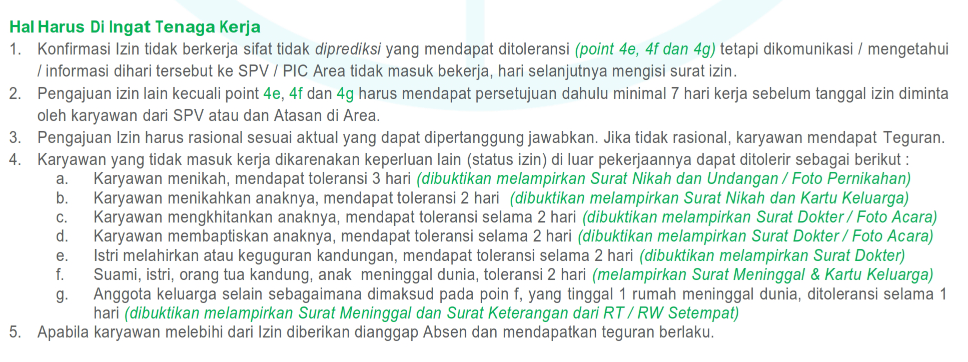 Hal Harus Di Ingat Tenaga Kerja
1. Konfirmasi Izin tidak berkerja sifat tidak diprediksi yang mendapat ditoleransi (point 4e, 4f dan 4g) tetapi dikomunikasi / mengetahui
/ informasi dihari tersebut ke SPV / PIC Area tidak masuk bekerja, hari selanjutnya mengisi surat izin.
2. Pengajuan izin lain kecuali point 4e, 4f dan 4g harus mendapat persetujuan dahulu minimal 7 hari kerja sebelum tanggal izin diminta
oleh karyawan dari SPV atau dan Atasan di Area.
3. Pengajuan Izin harus rasional sesuai aktual yang dapat dipertanggung jawabkan. Jika tidak rasional, karyawan mendapat Teguran.
4. Karyawan yang tidak masuk kerja dikarenakan keperluan lain (status izin) di luar pekerjaannya dapat ditolerir sebagai berikut :
a. Karyawan menikah, mendapat toleransi 3 hari (dibuktikan melampirkan Surat Nikah dan Undangan / Foto Pernikahan)
b. Karyawan menikahkan anaknya, mendapat toleransi 2 hari (dibuktikan melampirkan Surat Nikah dan Kartu Keluarga)
c. Karyawan mengkhitankan anaknya, mendapat toleransi selama 2 hari (dibuktikan melampirkan Surat Dokter / Foto Acara)
d. Karyawan membaptiskan anaknya, mendapat toleransi selama 2 hari (dibuktikan melampirkan Surat Dokter / Foto Acara)
e. Istri melahirkan atau keguguran kandungan, mendapat toleransi selama 2 hari (dibuktikan melampirkan Surat Dokter)
f. Suami, istri, orang tua kandung, anak meninggal dunia, toleransi 2 hari (melampirkan Surat Meninggal & Kartu Keluarga)
g. Anggota keluarga selain sebagaimana dimaksud pada poin f, yang tinggal 1 rumah meninggal dunia, ditoleransi selama 1
hari (dibuktikan melampirkan Surat Meninggal dan Surat Keterangan dari RT / RW Setempat)
5. Apabila karyawan melebihi dari Izin diberikan dianggap Absen dan mendapatkan teguran berlaku.